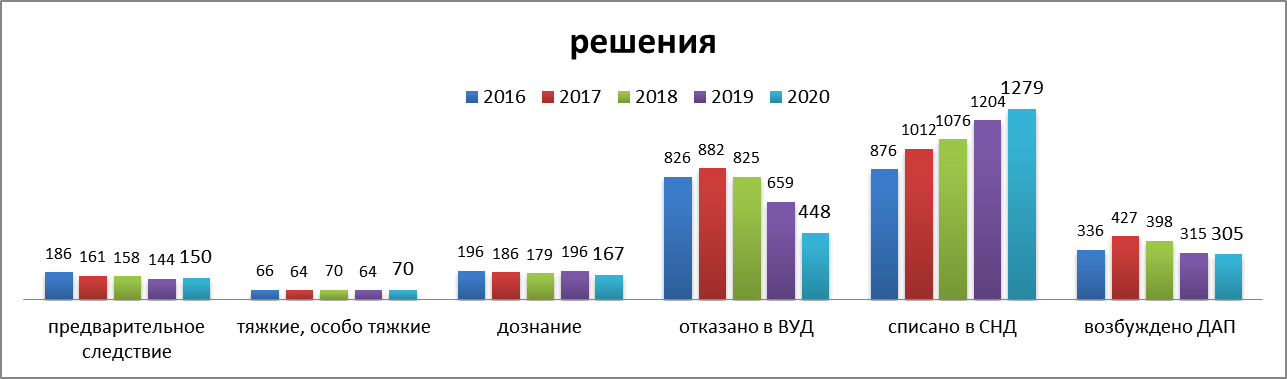 решения
2016 2017 2018 2019 2020
186 161 158 144 150
66 64 70 64 70
196 186 179 196 167
826 882 825 659 448
876 1012 1076 1204 1279
336 427 398 315 305
предварительное
следствие
тяжкие, особо тяжкие
дознание
отказано в ВУД
списано в СНД
возбуждено ДАП